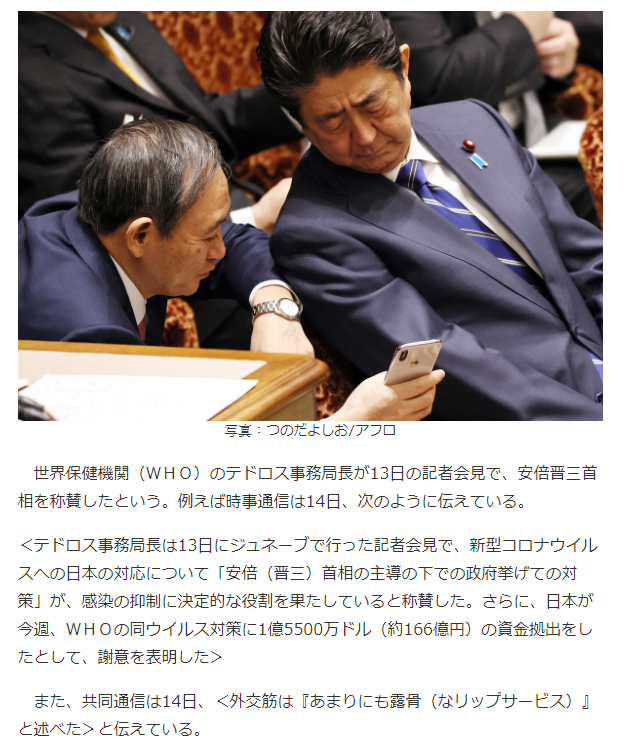 写真：つのだよしお/アフロ
世界保健機関（ＷＨＯ）のテドロス事務局長が13日の記者会見で、安倍晋三首
相を称賛したという。例えば時事通信は14日、次のように伝えている。
＜テドロス事務局長は13日にジュネーブで行った記者会見で、新型コロナウイル
スへの日本の対応について「安倍（晋三）首相の主導の下での政府挙げての対
策」が、感染の抑制に決定的な役割を果たしていると称賛した。さらに、日本が
今週、ＷＨＯの同ウイルス対策に1億5500万ドル（約166億円）の資金拠出をし
たとして、謝意を表明した＞
また、共同通信は14日、＜外交筋は『あまりにも露骨（なリップサービス）』
と述べた＞と伝えている。